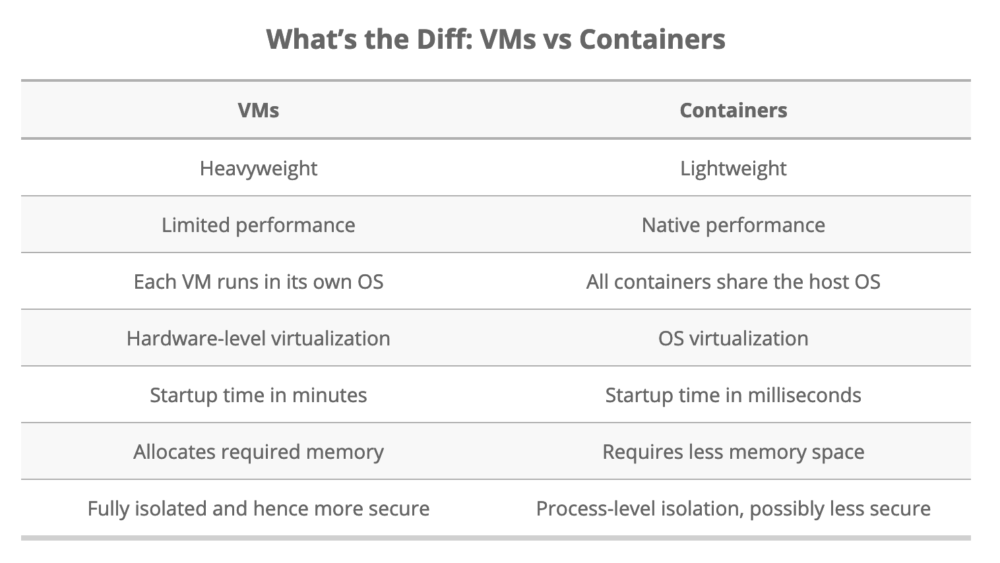 What’s the Diff: VMs vs Containers
VMs Containers
Heavyweight Lightweight
Limited performance Native performance
Each VM runs in its own OS All containers share the host OS
Hardware-level virtualization OS virtualization
Startup time in minutes Startup time in milliseconds
Allocates required memory Requires less memory space
Fully isolated and hence more secure Process-level isolation, possibly less secure